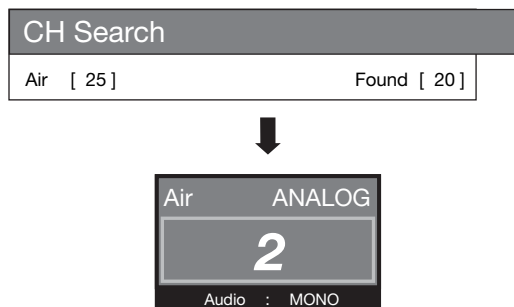 CH Search
Air [ 25 ] Found [ 20 ]
Air ANALOG
2
Audio : MONO